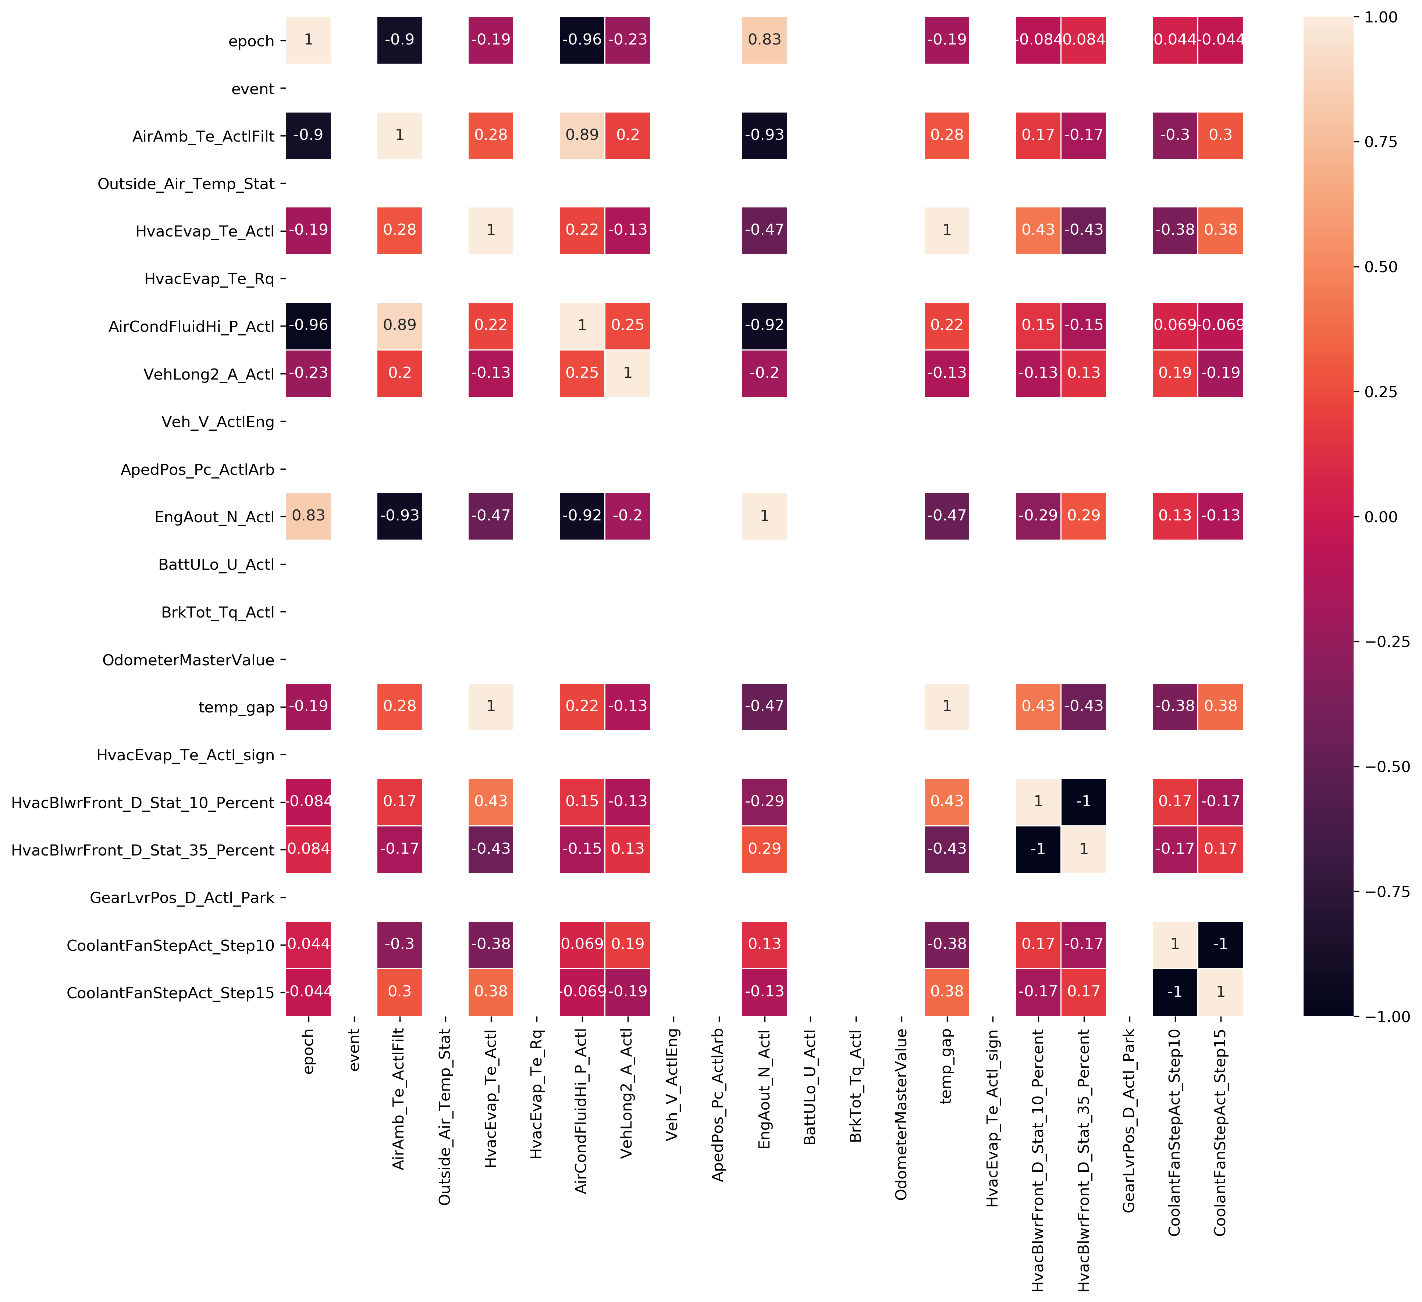 epoch 1 -0.9 -0.19 -0.96 -0.23 0.83 -0.19 -0.084 0.084 0.044 -0.044
event
AirAmb_Te_ActlFilt -0.9 1 0.28 0.89 0.2 -0.93 0.28 0.17 -0.17 -0.3 0.3
Outside_Air_Temp_Stat
HvacEvap_Te_Actl -0.19 0.28 1 0.22 -0.13 -0.47 1 0.43 -0.43 -0.38 0.38
HvacEvap_Te_Rq
AirCondFluidHi_P_Actl -0.96 0.89 0.22 1 0.25 -0.92 0.22 0.15 -0.15 0.069 -0.069
VehLong2_A_Actl -0.23 0.2 -0.13 0.25 1 -0.2 -0.13 -0.13 0.13 0.19 -0.19
Veh_V_ActlEng
ApedPos_Pc_ActlArb
EngAout_N_Actl 0.83 -0.93 -0.47 -0.92 -0.2 1 -0.47 -0.29 0.29 0.13 -0.13
BattULo_U_Actl
BrkTot_Tq_Actl
OdometerMasterValue
temp_gap -0.19 0.28 1 0.22 -0.13 -0.47 1 0.43 -0.43 -0.38 0.38
HvacEvap_Te_Actl_sign
HvacBlwrFront_D_Stat_10_Percent -0.084 0.17 0.43 0.15 -0.13 -0.29 0.43 1 -1 0.17 -0.17
HvacBlwrFront_D_Stat_35_Percent 0.084 -0.17 -0.43 -0.15 0.13 0.29 -0.43 -1 1 -0.17 0.17
GearLvrPos_D_Actl_Park
CoolantFanStepAct_Step10 0.044 -0.3 -0.38 0.069 0.19 0.13 -0.38 0.17 -0.17 1 -1
CoolantFanStepAct_Step15 -0.044 0.3 0.38 -0.069 -0.19 -0.13 0.38 -0.17 0.17 -1 1
epoch
event
AirAmb_Te_ActlFilt
Outside_Air_Temp_Stat
HvacEvap_Te_Actl
HvacEvap_Te_Rq
AirCondFluidHi_P_Actl
VehLong2_A_Actl
Veh_V_ActlEng
ApedPos_Pc_ActlArb
EngAout_N_Actl
BattULo_U_Actl
BrkTot_Tq_Actl
OdometerMasterValue
temp_gap
HvacEvap_Te_Actl_sign
HvacBlwrFront_D_Stat_10_Percent
HvacBlwrFront_D_Stat_35_Percent
GearLvrPos_D_Actl_Park
CoolantFanStepAct_Step10
CoolantFanStepAct_Step15
1.00
0.75
0.50
0.25
0.00
−0.25
−0.50
−0.75
−1.00